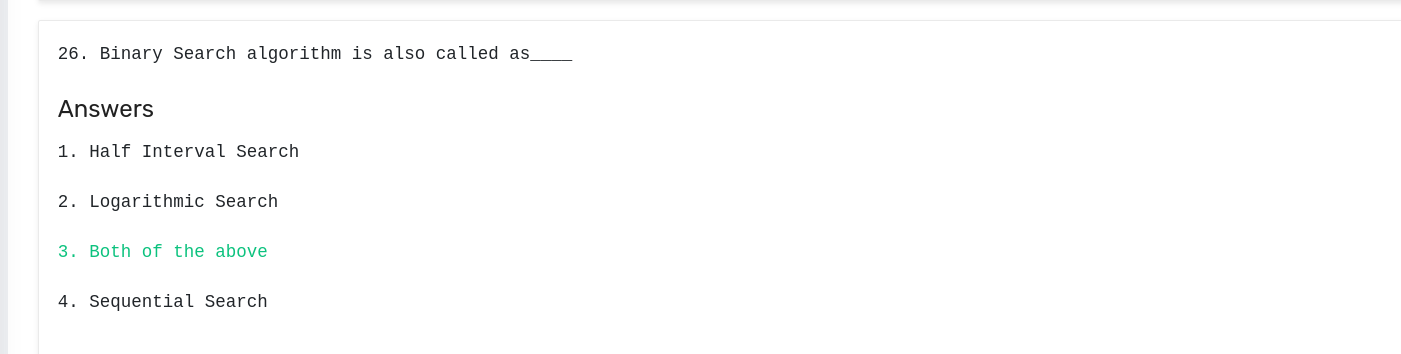 26. Binary Search algorithm is also called as____
Answers
1. Half Interval Search
2. Logarithmic Search
3. Both of the above
4. Sequential Search